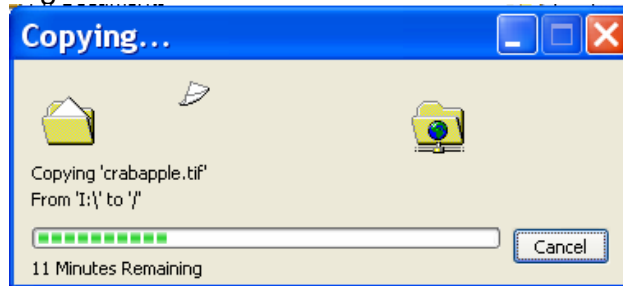 Copying...
Copying 'crabapple.tif'
From 'I:\' to '/'
Cancel
11 Minutes Remaining